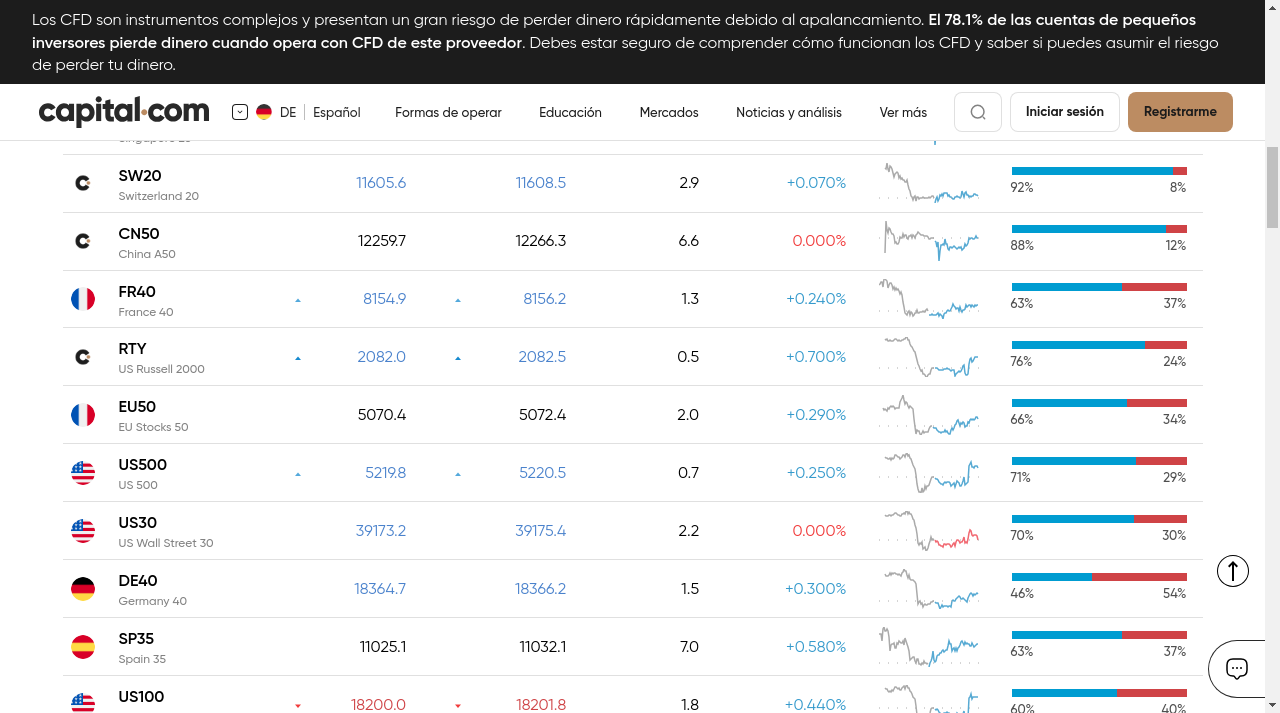 Los CFD son instrumentos complejos y presentan un gran riesgo de perder dinero rápidamente debido al apalancamiento. El 78.1% de las cuentas de pequeños
inversores pierde dinero cuando opera con CFD de este proveedor. Debes estar seguro de comprender cómo funcionan los CFD y saber si puedes asumir el riesgo
de perder tu dinero.
capital.com DE Español Formas de operar Educación Mercados Noticias y análisis Ver más Iniciar sesión Registrarme
SW20 11605.6 11608.5 2.9 +0.070%
Switzerland 20 92% 8%
CN50 12259.7 12266.3 6.6 0.000%
China A50 88% 12%
FR40 8154.9 8156.2 1.3 +0.240%
France 40 63% 37%
RTY 2082.0 2082.5 0.5 +0.700%
US Russell 2000 76% 24%
EU50 5070.4 5072.4 2.0 +0.290%
EU Stocks 50 66% 34%
US500 5219.8 5220.5 0.7 +0.250%
US 500 71% 29%
US30 39173.2 39175.4 2.2 0.000%
US Wall Street 30 70% 30%
DE40 18364.7 18366.2 1.5 +0.300%
Germany 40 46% 54%
SP35 11025.1 11032.1 7.0 +0.580%
Spain 35 63% 37%
US100 18200.0 18201.8 1.8 +0.440%
60% 40%